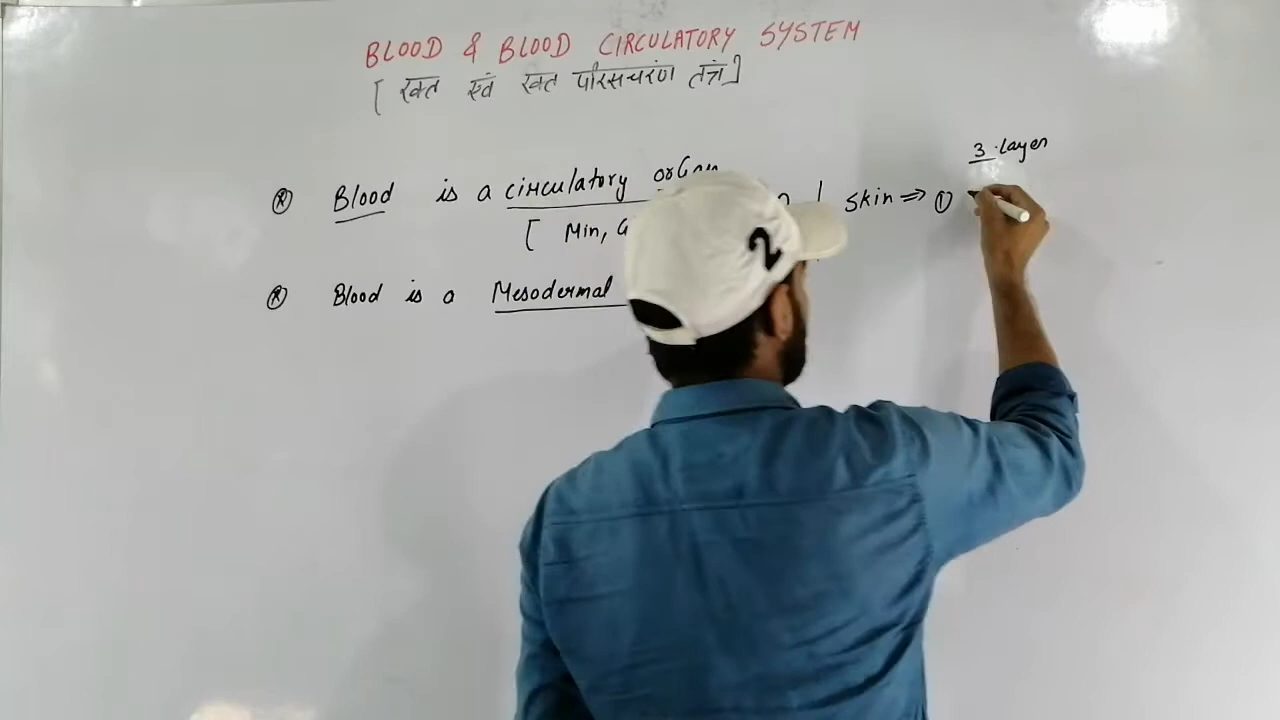 BLOOD & BLOOD CIRCULATORY SYSTEM
[ रक्त एवं रक्त परिसंचरण तंत्र ]
3 layer
Blood is a circulatory organ
skin ⇒ ①
[ Min,
Blood is a Mesodermal
2